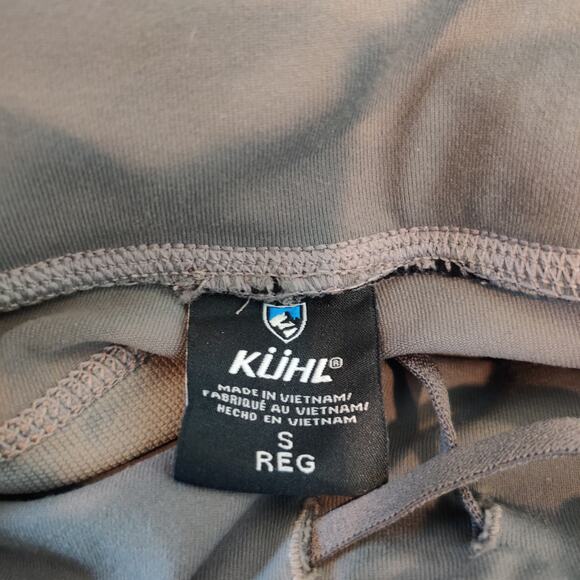 KÜHL®
MADE IN VIETNAM/
FABRIQUÉ AU VIETNAM/
HECHO EN VIETNAM
S
REG